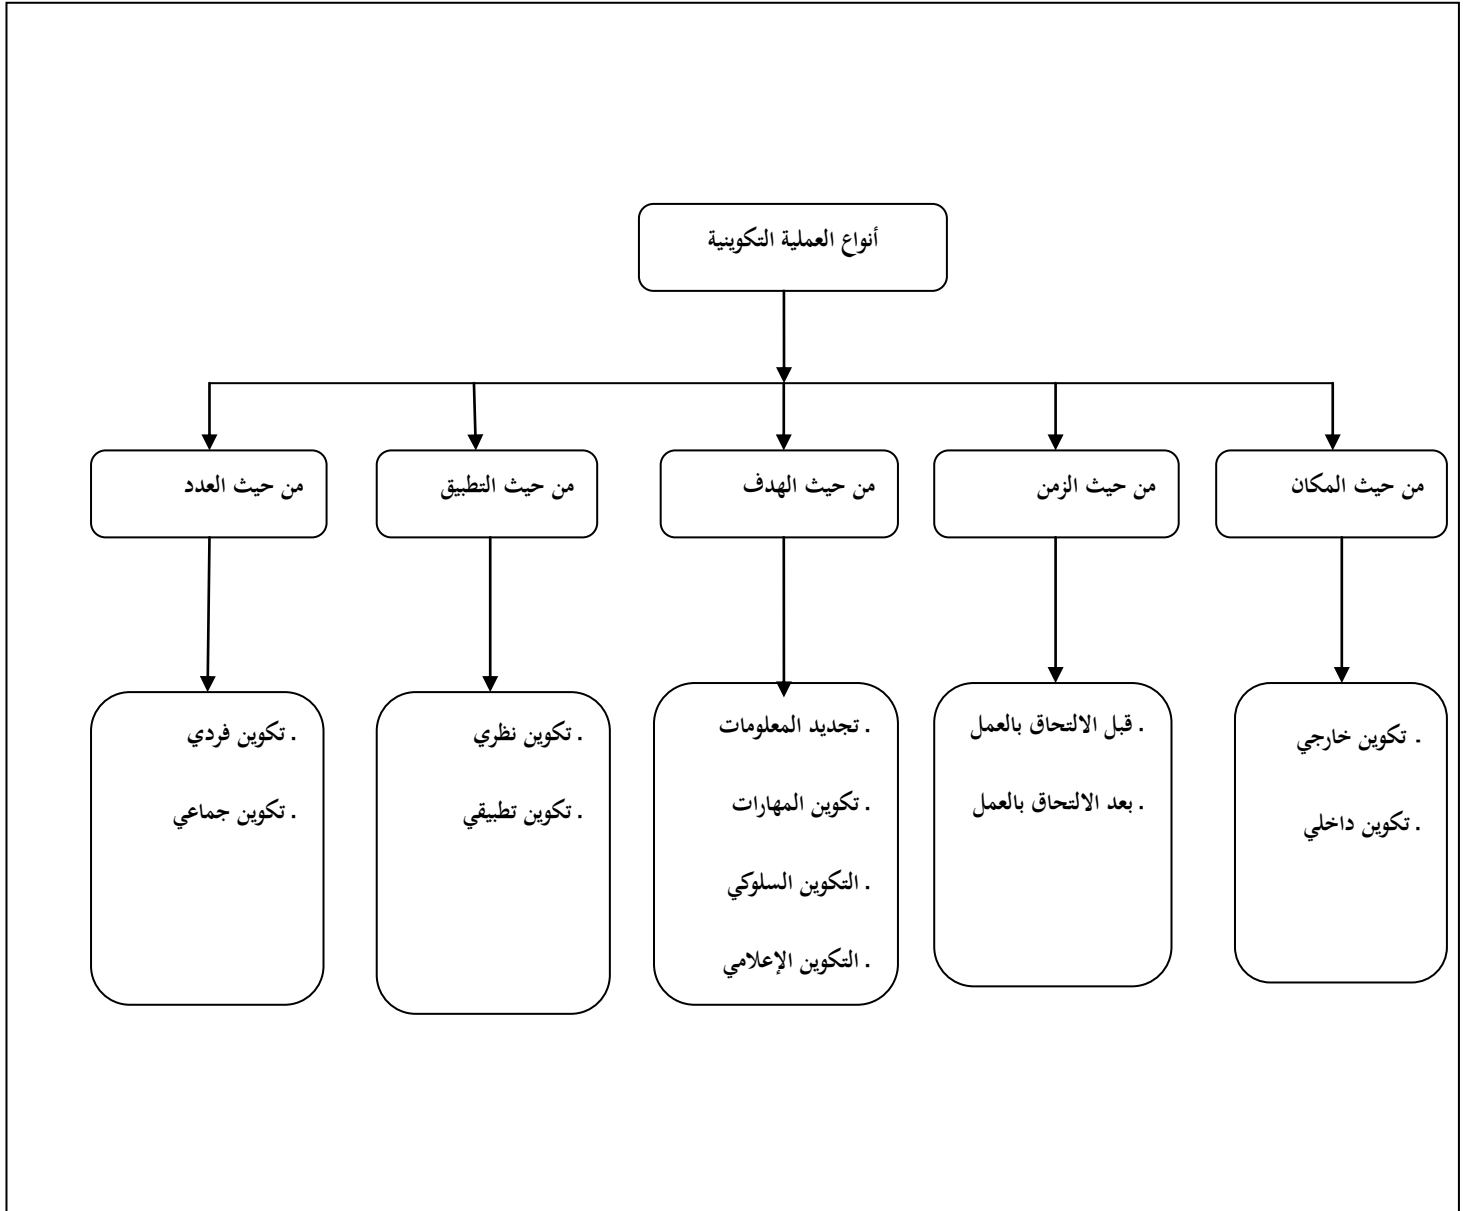 أنواع العملية التكوينية
من حيث المكان
من حيث الزمن
من حيث الهدف
من حيث التطبيق
من حيث العدد
. تكوين خارجي
. تكوين داخلي
. قبل الالتحاق بالعمل
. بعد الالتحاق بالعمل
. تجديد المعلومات
. تكوين المهارات
. التكوين السلوكي
. التكوين الإعلامي
. تكوين نظري
. تكوين تطبيقي
. تكوين فردي
. تكوين جماعي